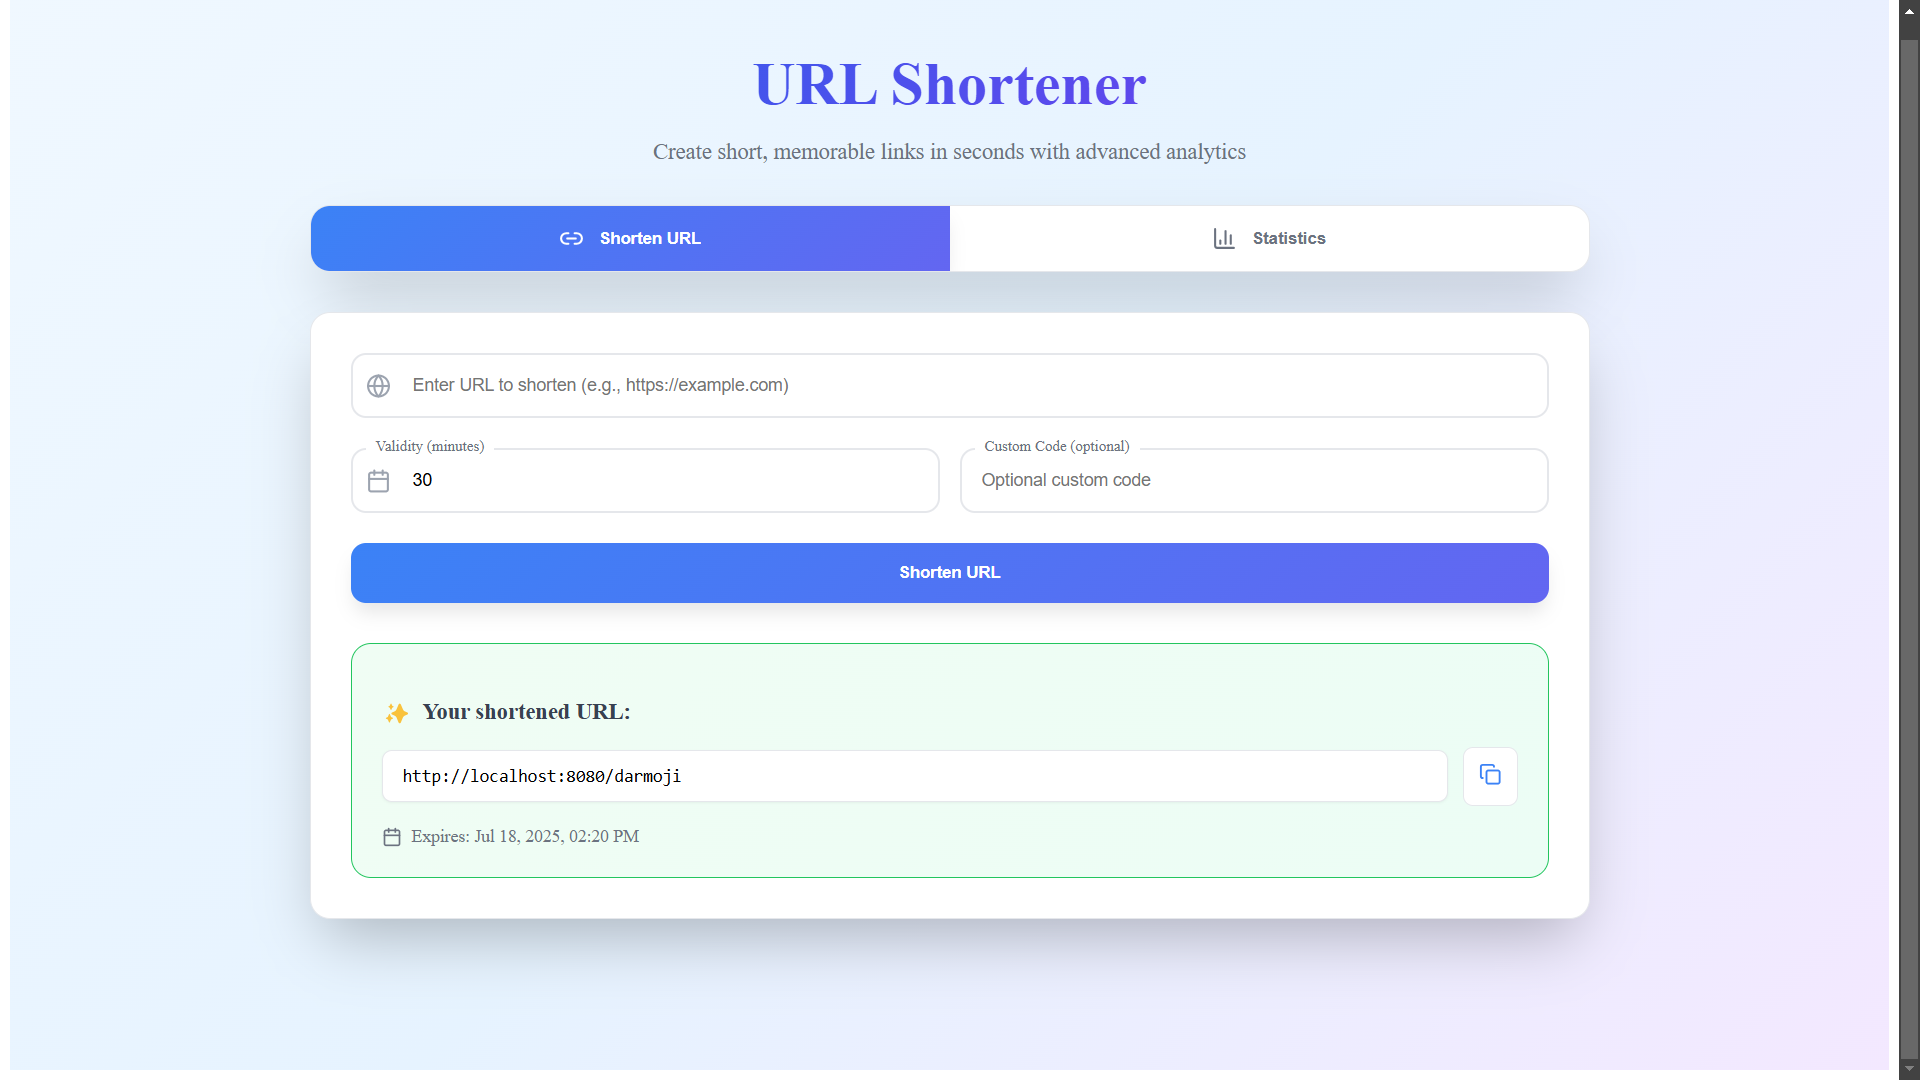 URL Shortener
Create short, memorable links in seconds with advanced analytics
Shorten URL
Statistics
Enter URL to shorten (e.g., https://example.com)
Validity (minutes)
Custom Code (optional)
30
Optional custom code
Shorten URL
✨ Your shortened URL:
http://localhost:8080/darmoji
Expires: Jul 18, 2025, 02:20 PM